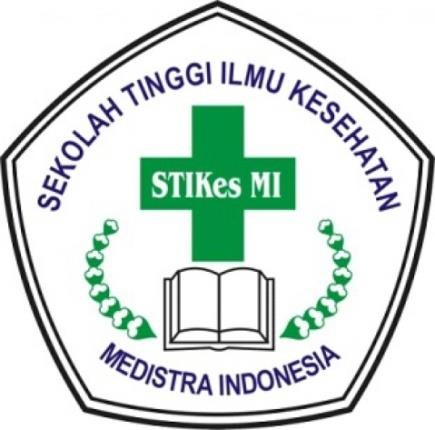 SEKOLAH TINGGI ILMU KESEHATAN
STIKes MI
MEDISTRA INDONESIA